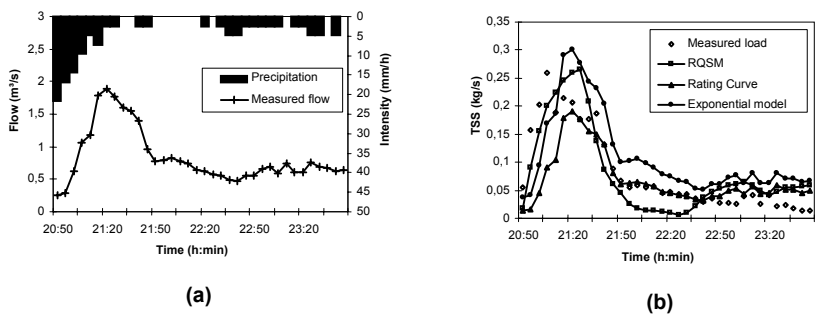 3
2,5
2
1,5
1
0,5
0
Flow (m³/s)
0
5
10
15
20
25
30
35
40
45
50
Intensity (mm/h)
Precipitation
Measured flow
20:50 21:20 21:50 22:20 22:50 23:20
Time (h:min)
(a)
0,35
0,3
0,25
0,2
0,15
0,1
0,05
0
TSS (kg/s)
Measured load
RQSM
Rating Curve
Exponential model
20:50 21:20 21:50 22:20 22:50 23:20
Time (h:min)
(b)